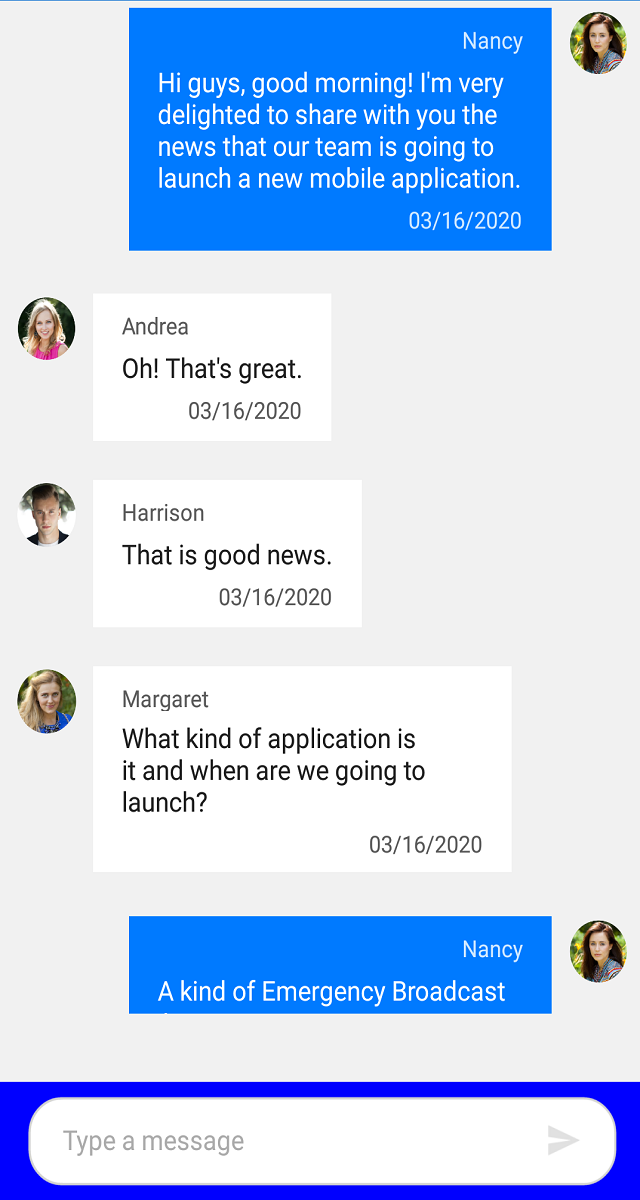 Nancy
Hi guys, good morning! I'm very
delighted to share with you the
news that our team is going to
launch a new mobile application.
03/16/2020
Andrea
Oh! That's great.
03/16/2020
Harrison
That is good news.
03/16/2020
Margaret
What kind of application is
it and when are we going to
launch?
03/16/2020
Nancy
A kind of Emergency Broadcast
Type a message